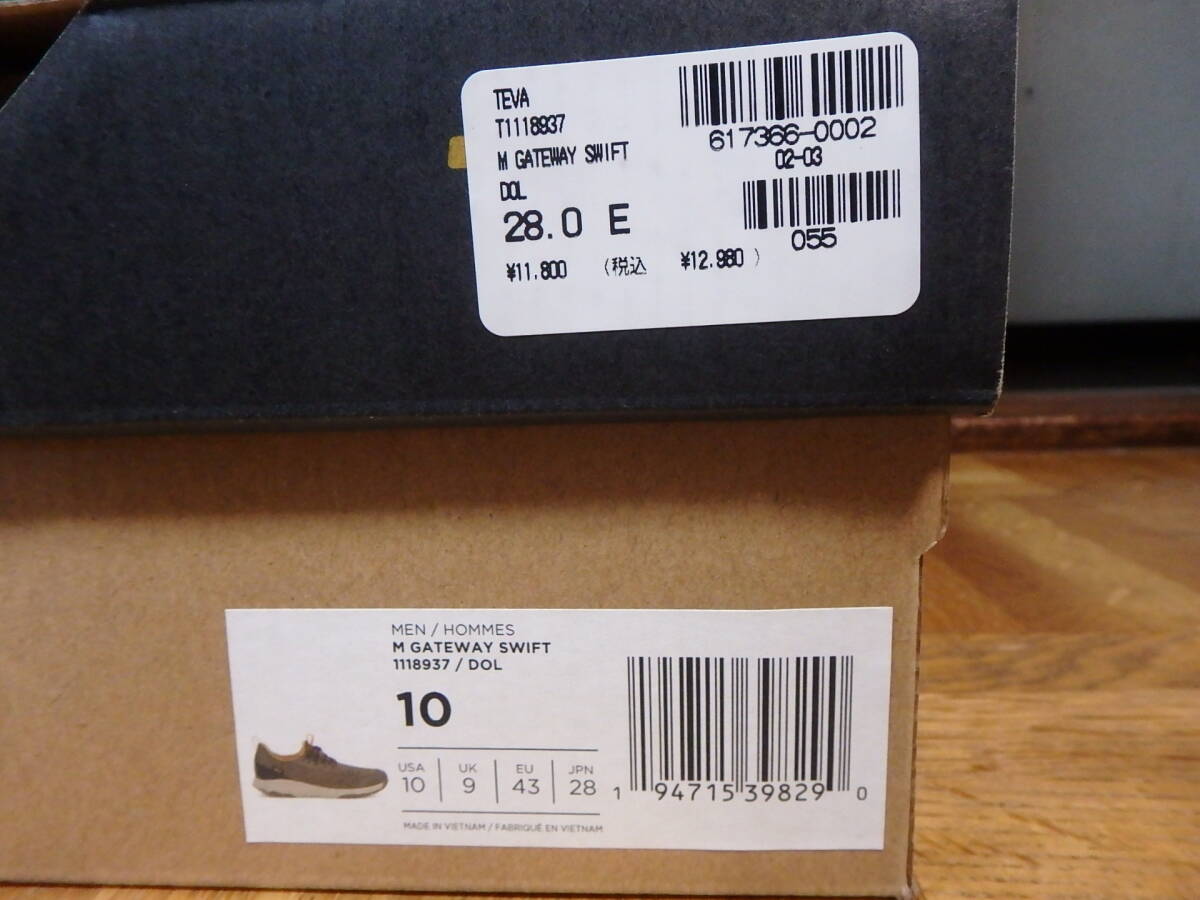 TEVA
T1118937
M GATEWAY SWIFT
DOL
28.0 E
¥11,800 (税込 ¥12,980)
617366-0002
02-03
055
MEN / HOMMES
M GATEWAY SWIFT
1118937 / DOL
10
USA UK EU JPN
10 9 43 28
MADE IN VIETNAM / FABRIQUÉ EN VIETNAM
1 94715 39829 0